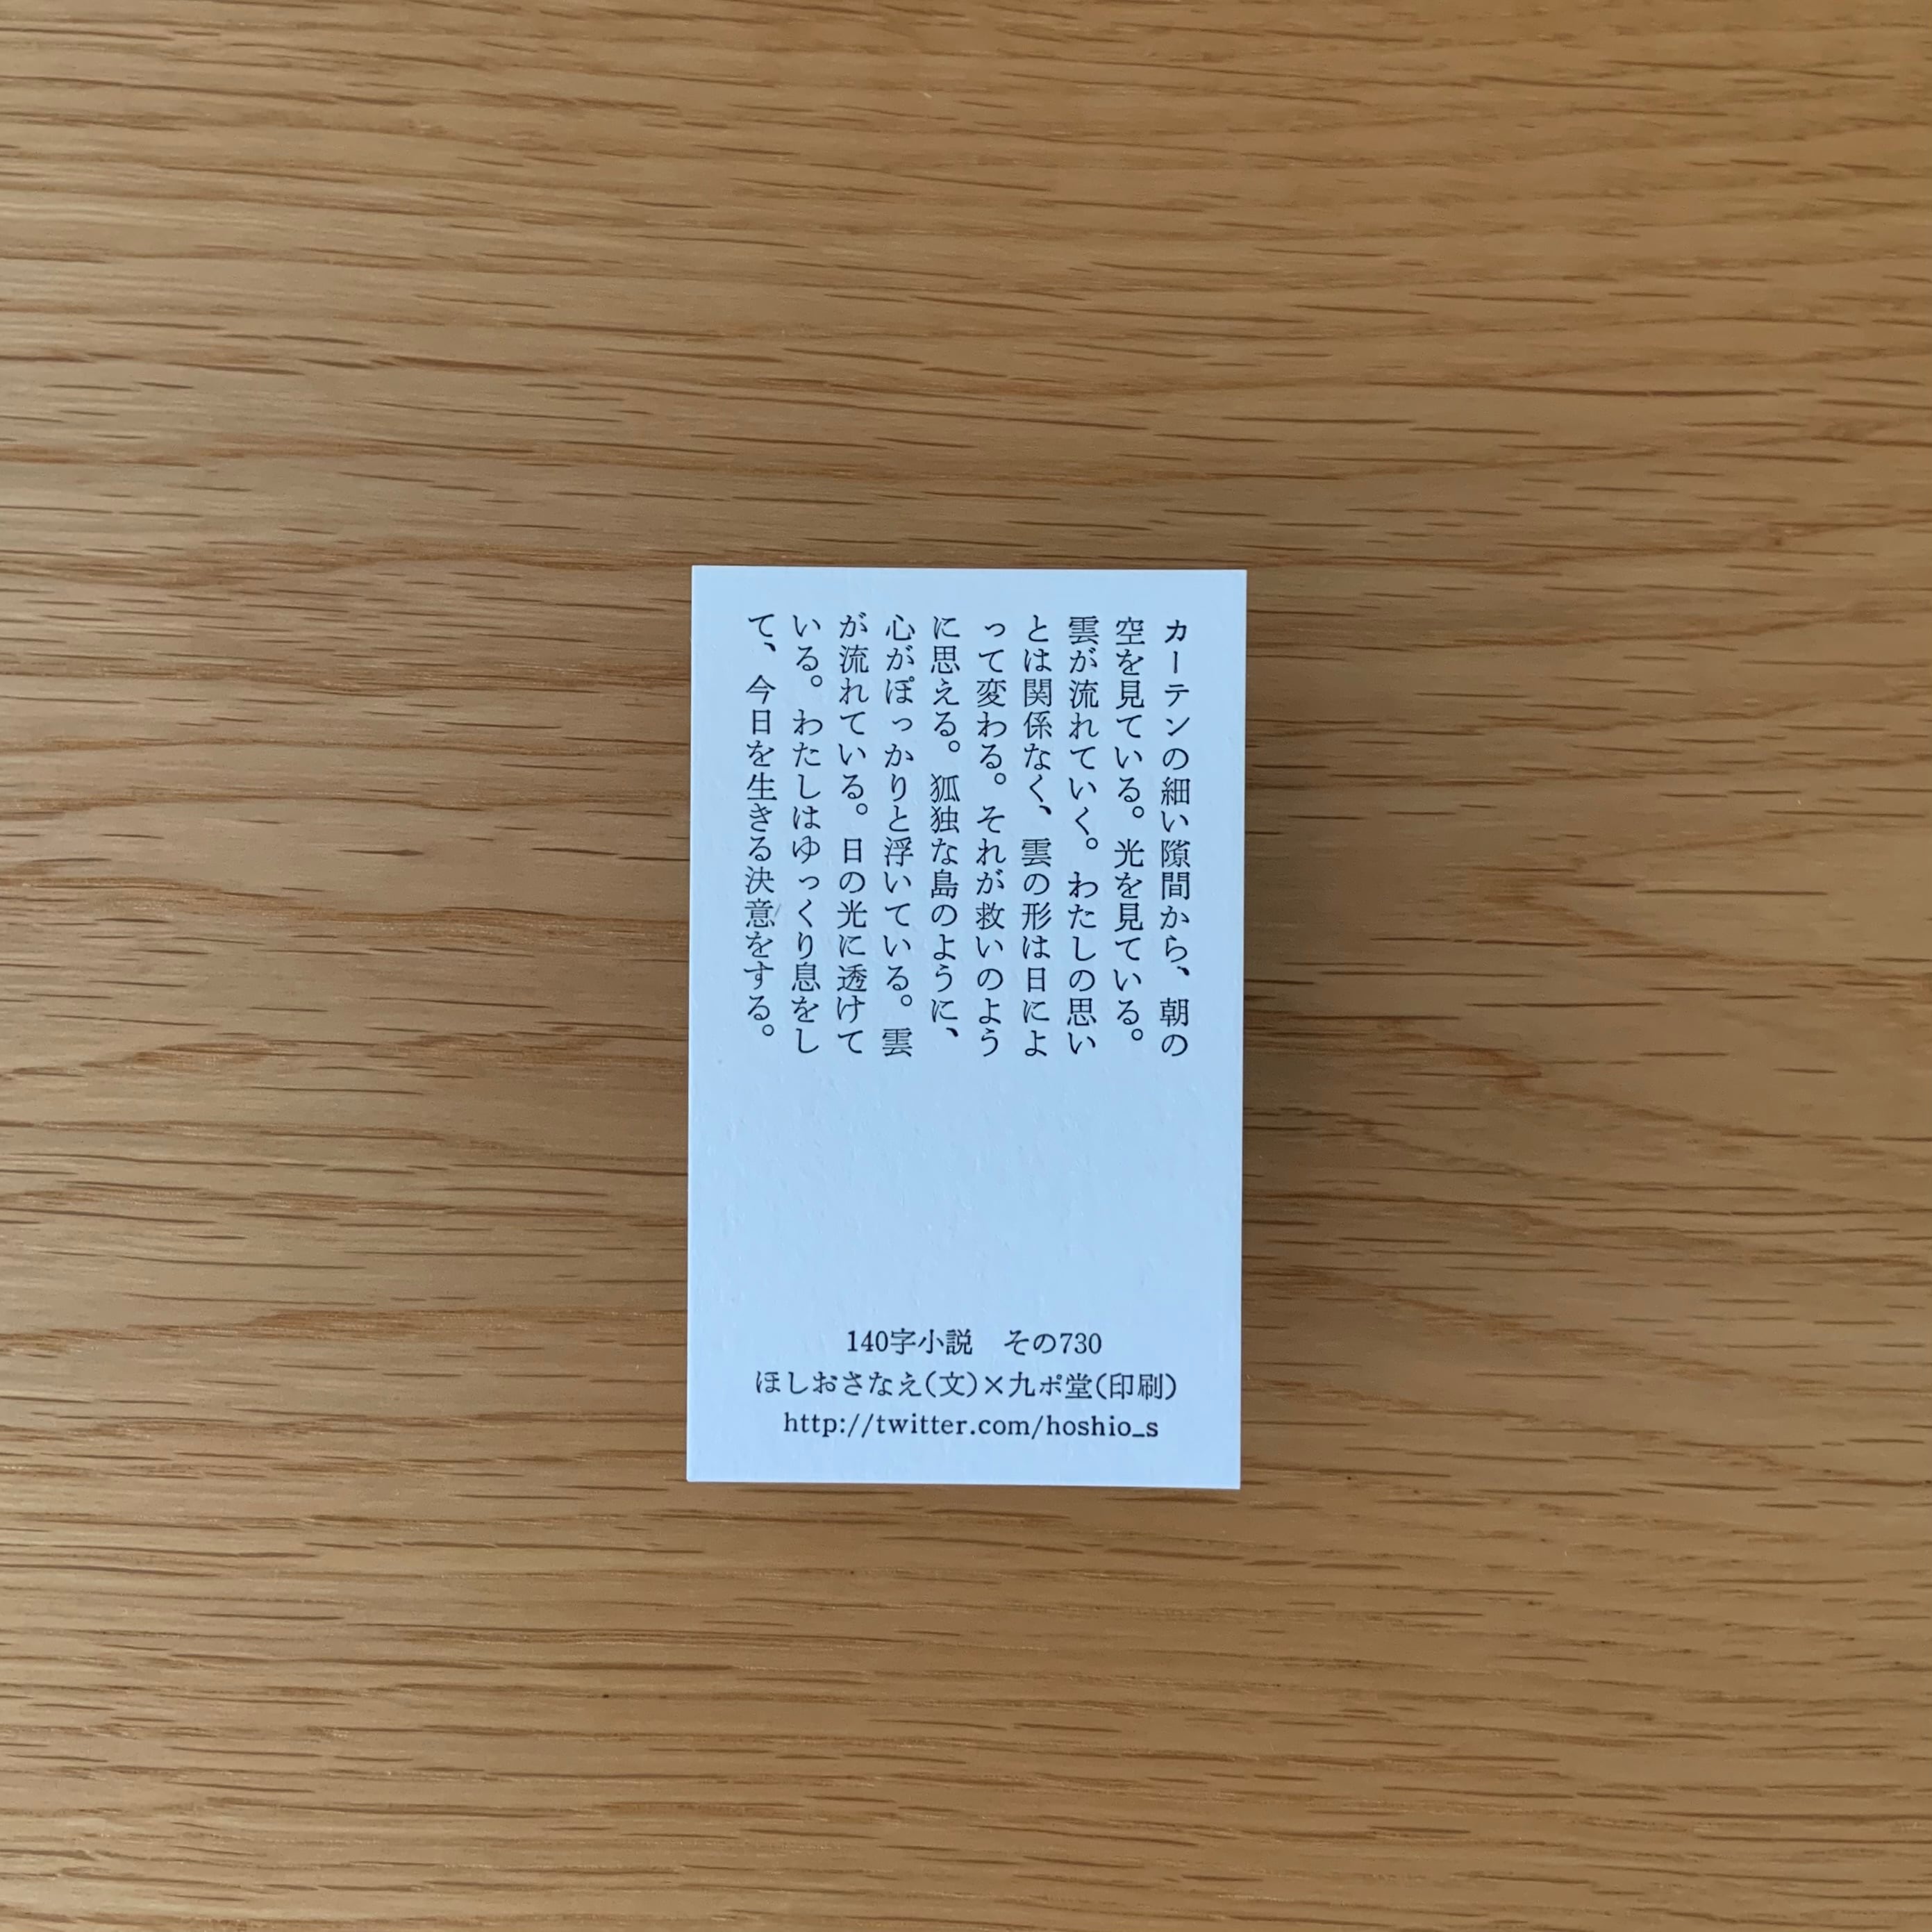 カーテンの細い隙間から、朝の
空を見ている。光を見ている。
雲が流れていく。わたしの思い
とは関係なく、雲の形は日によ
って変わる。それが救いのよう
に思える。孤独な島のように、
心がぽっかりと浮いている。雲
が流れている。日の光に透けて
いる。わたしはゆっくり息をし
て、今日を生きる決意をする。
140字小説　その730
ほしおさなえ(文)×九ポ堂(印刷)
http://twitter.com/hoshio_s